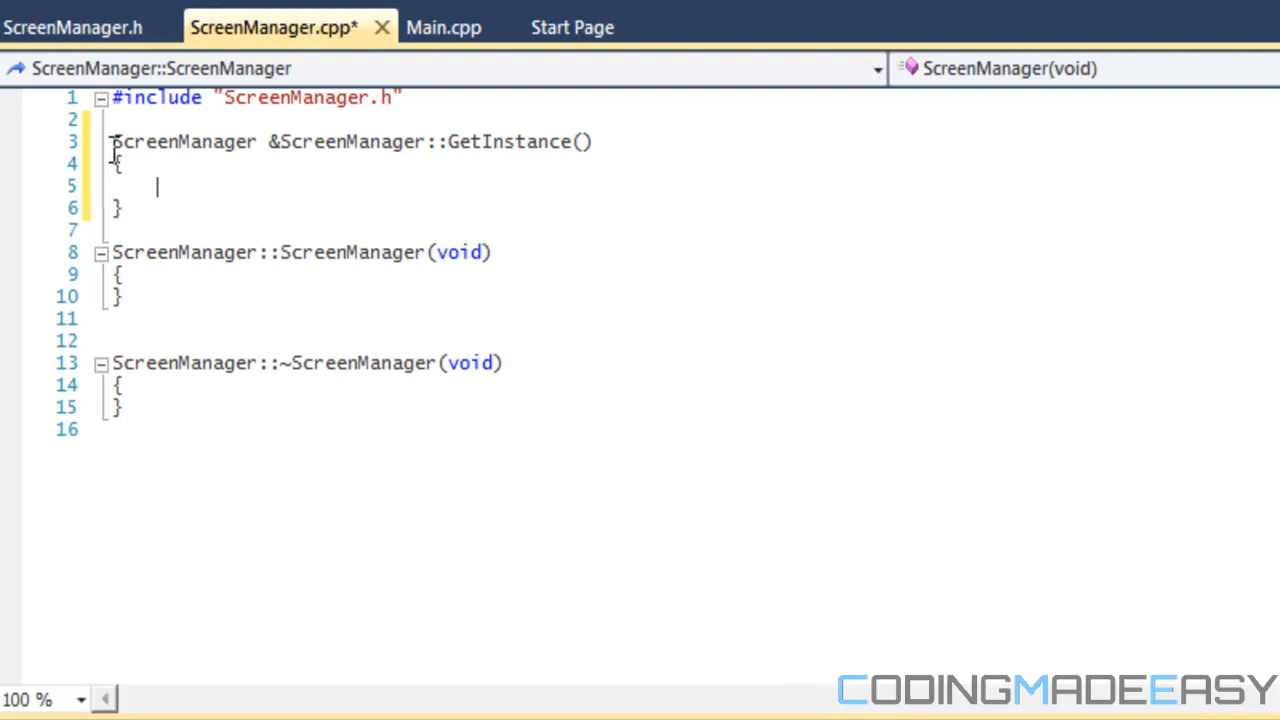 ScreenManager.h ScreenManager.cpp* Main.cpp Start Page
ScreenManager::ScreenManager ScreenManager(void)
1 #include "ScreenManager.h"
2
3 ScreenManager &ScreenManager::GetInstance()
4 {
5
6 }
7
8 ScreenManager::ScreenManager(void)
9 {
10 }
11
12
13 ScreenManager::~ScreenManager(void)
14 {
15 }
16
100 %
CODINGMADEEASY